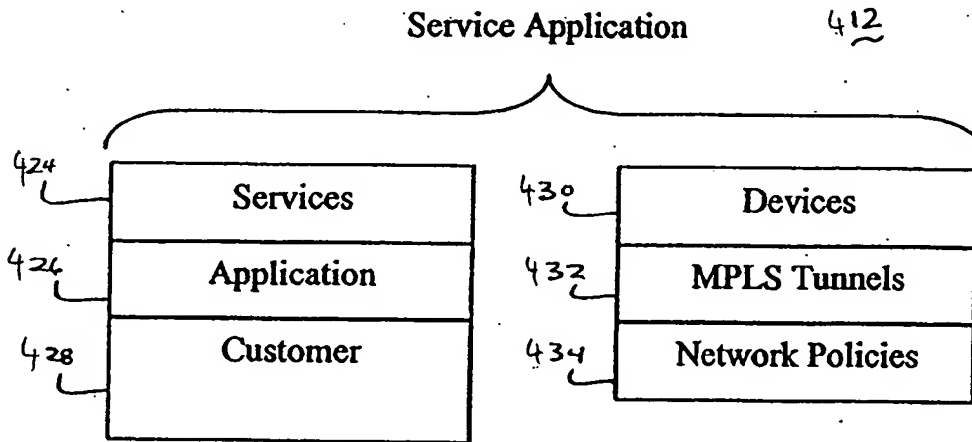 Service Application 412
424 Services
430 Devices
426 Application
432 MPLS Tunnels
428 Customer
434 Network Policies